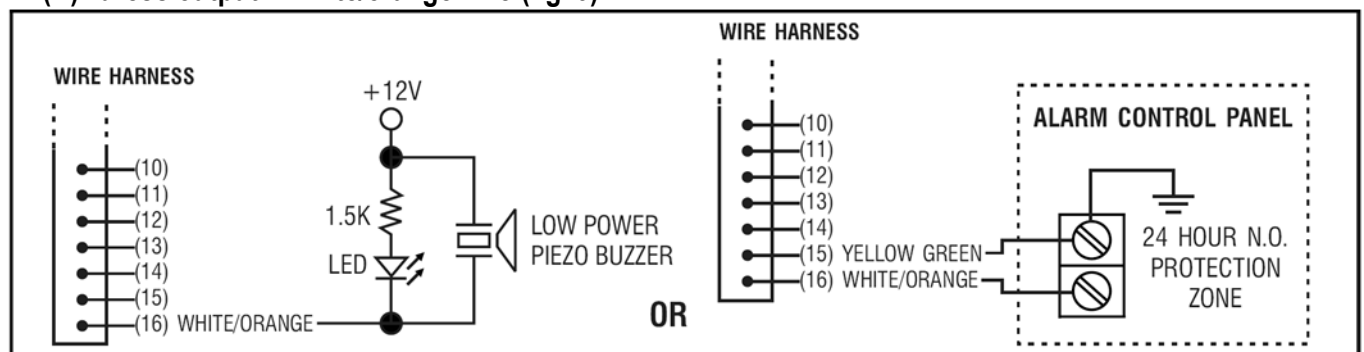 WIRE HARNESS
+12V
(10)
(11)
(12)
(13)
(14)
(15)
(16) WHITE/ORANGE
1.5K
LED
LOW POWER
PIEZO BUZZER
OR
WIRE HARNESS
(10)
(11)
(12)
(13)
(14)
(15) YELLOW GREEN
(16) WHITE/ORANGE
ALARM CONTROL PANEL
24 HOUR N.O.
PROTECTION
ZONE